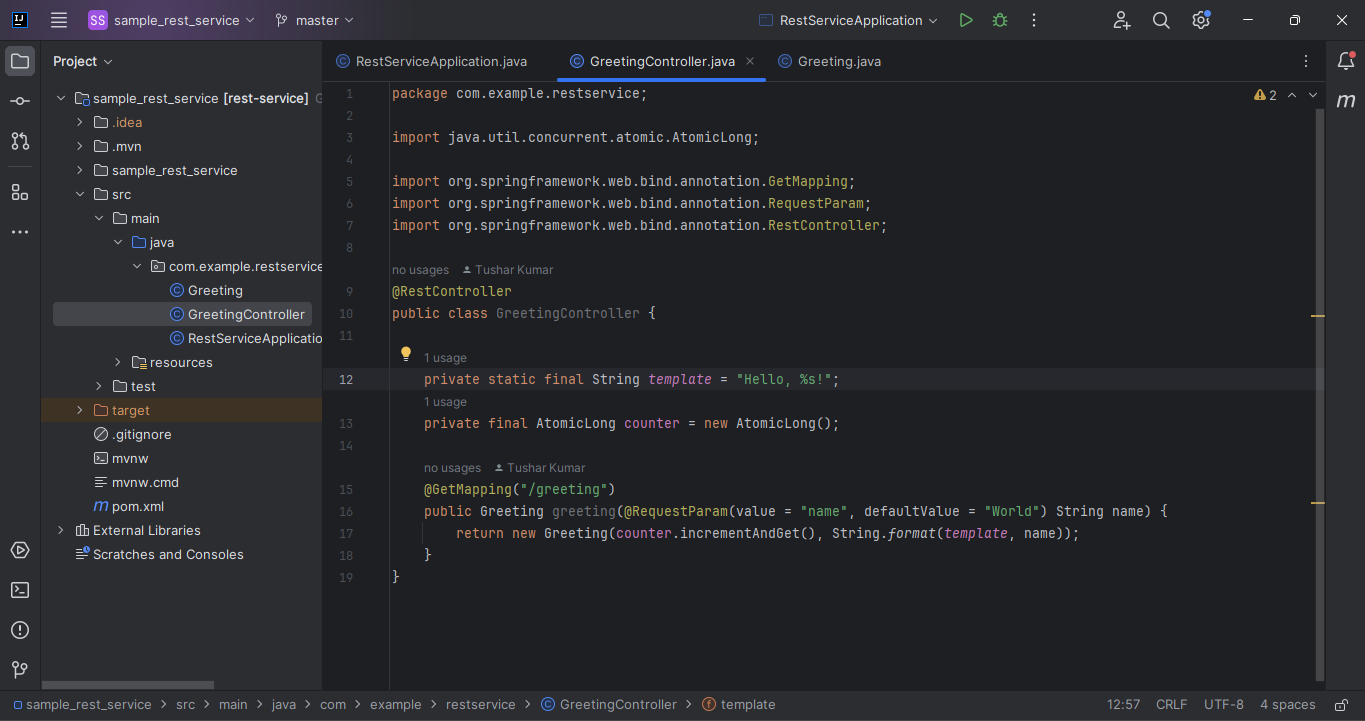 IJ
SS sample_rest_service master RestServiceApplication
Project
sample_rest_service [rest-service]
.idea
.mvn
sample_rest_service
src
main
java
com.example.restservice
Greeting
GreetingController
RestServiceApplicatio
resources
test
target
.gitignore
mvnw
mvnw.cmd
m pom.xml
External Libraries
Scratches and Consoles
RestServiceApplication.java GreetingController.java Greeting.java
2
m
1 package com.example.restservice;
2
3 import java.util.concurrent.atomic.AtomicLong;
4
5 import org.springframework.web.bind.annotation.GetMapping;
6 import org.springframework.web.bind.annotation.RequestParam;
7 import org.springframework.web.bind.annotation.RestController;
8
no usages Tushar Kumar
9 @RestController
10 public class GreetingController {
11
1 usage
12 private static final String template = "Hello, %s!";
1 usage
13 private final AtomicLong counter = new AtomicLong();
14
no usages Tushar Kumar
15 @GetMapping("/greeting")
16 public Greeting greeting(@RequestParam(value = "name", defaultValue = "World") String name) {
17 return new Greeting(counter.incrementAndGet(), String.format(template, name));
18 }
19 }
sample_rest_service > src > main > java > com > example > restservice > GreetingController > template 12:57 CRLF UTF-8 4 spaces